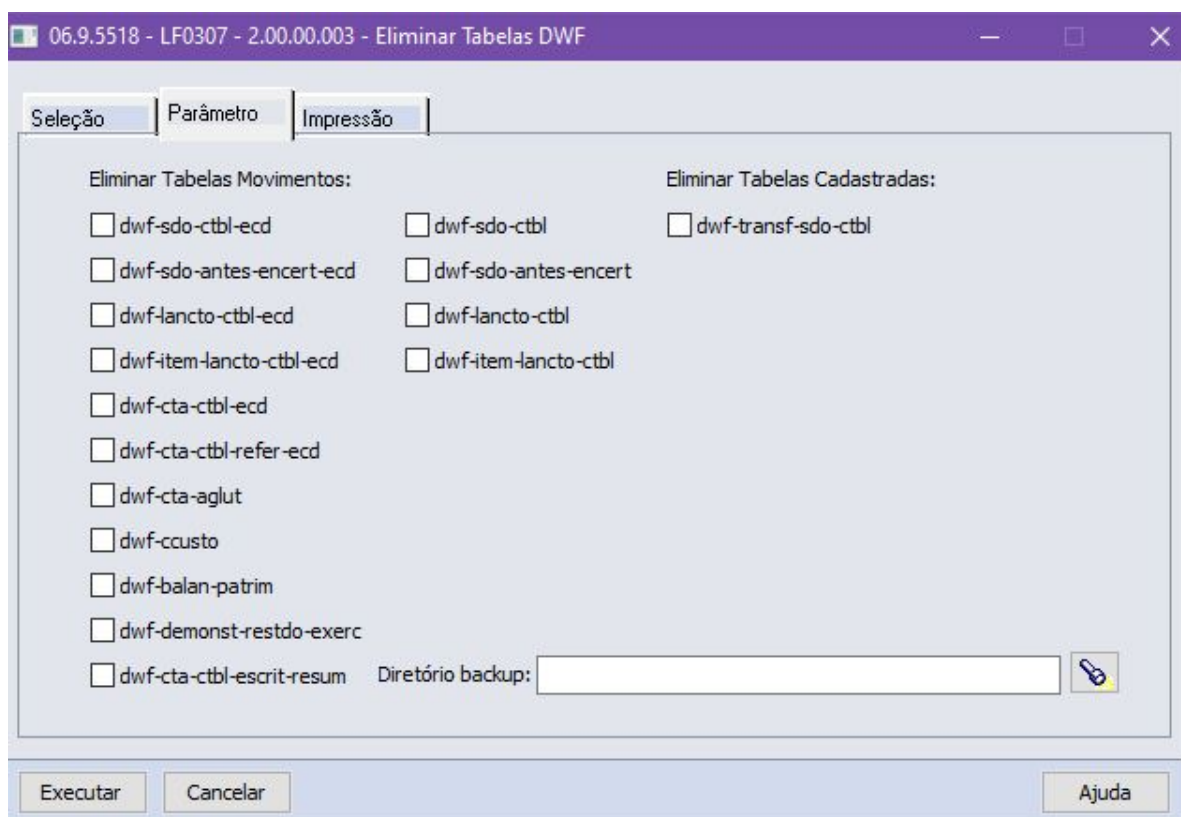 06.9.5518 - LF0307 - 2.00.00.003 - Eliminar Tabelas DWF
Seleção Parâmetro Impressão
Eliminar Tabelas Movimentos: Eliminar Tabelas Cadastradas:
dwf-sdo-ctbl-ecd dwf-sdo-ctbl dwf-transf-sdo-ctbl
dwf-sdo-antes-encert-ecd dwf-sdo-antes-encert
dwf-lancto-ctbl-ecd dwf-lancto-ctbl
dwf-item-lancto-ctbl-ecd dwf-item-lancto-ctbl
dwf-cta-ctbl-ecd
dwf-cta-ctbl-refer-ecd
dwf-cta-aglut
dwf-ccusto
dwf-balan-patrim
dwf-demonst-restdo-exerc
dwf-cta-ctbl-escrit-resum Diretório backup:
Executar Cancelar Ajuda